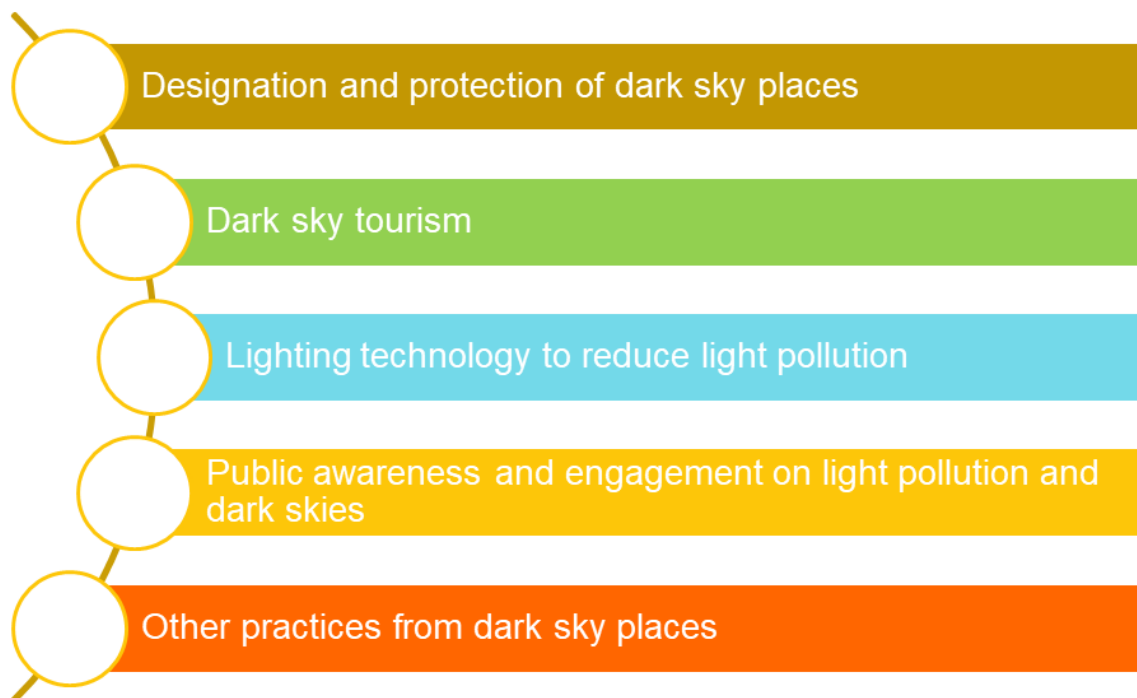 Designation and protection of dark sky places
Dark sky tourism
Lighting technology to reduce light pollution
Public awareness and engagement on light pollution and
dark skies
Other practices from dark sky places